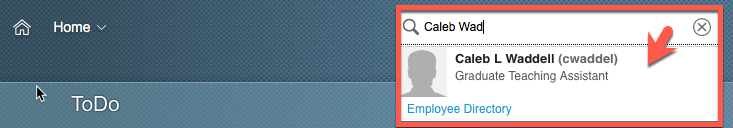 Home
Caleb Wad
Caleb L Waddell (cwaddel)
Graduate Teaching Assistant
Employee Directory
ToDo